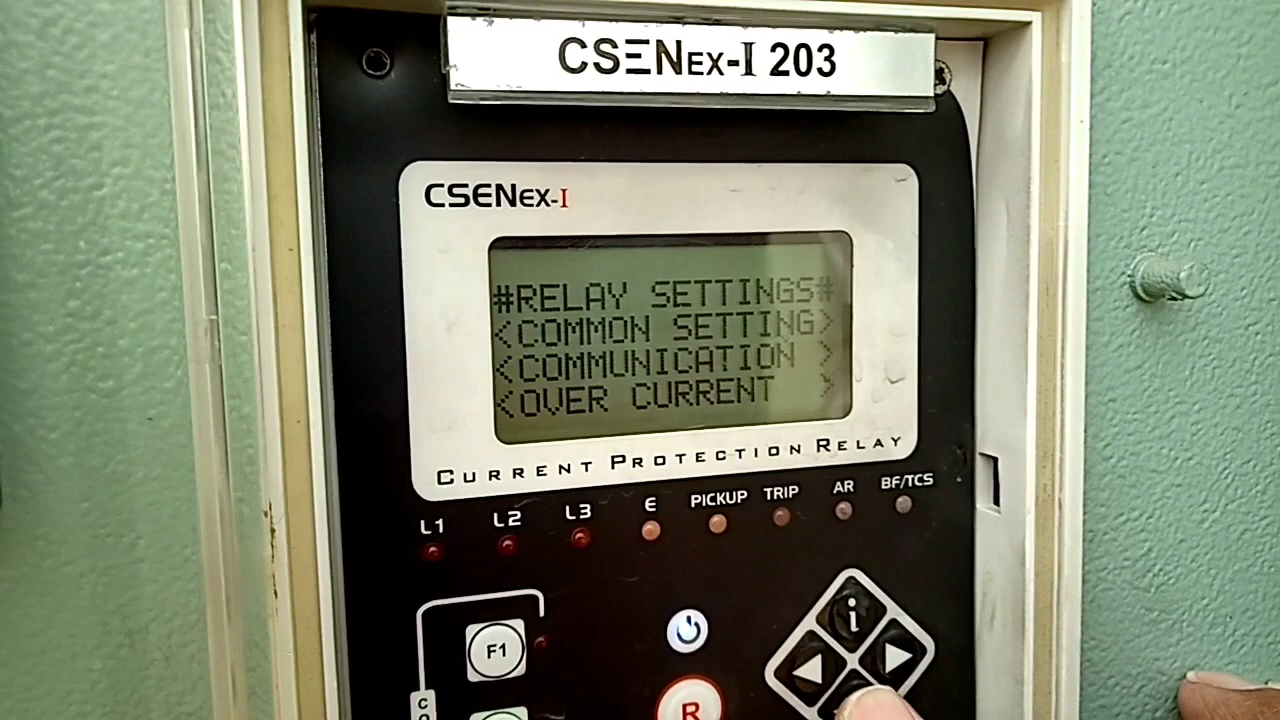 CSENEX-I 203
CSENEX-I
#RELAY SETTINGS#
<COMMON SETTING>
<COMMUNICATION >
<OVER CURRENT >
CURRENT PROTECTION RELAY
L1 L2 L3 E PICKUP TRIP AR BF/TCS
i
F1
R